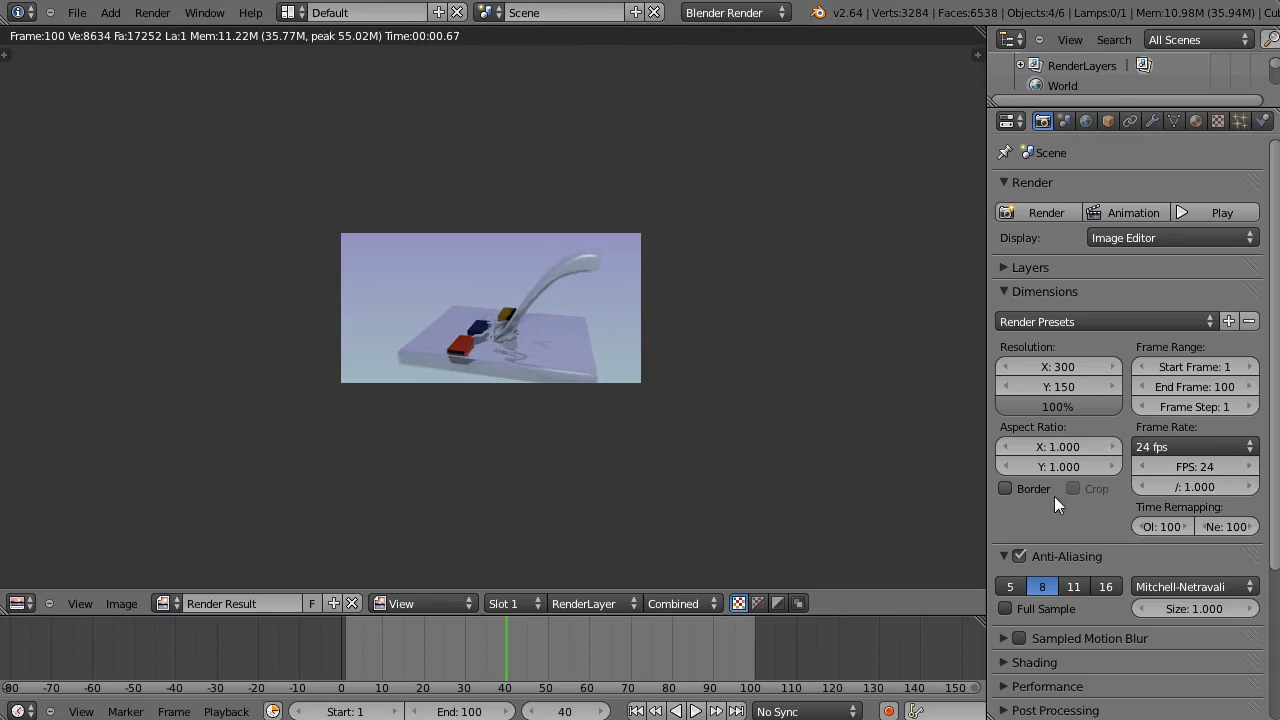 File Add Render Window Help Default Scene Blender Render v2.64 | Verts:3284 | Faces:6538 | Objects:4/6 | Lamps:0/1 | Mem:10.98M (35.94M) |
Frame:100 Ve:8634 Fa:17252 La:1 Mem:11.22M (35.77M, peak 55.02M) Time:00:00.67
View Search All Scenes
RenderLayers
World
Scene
Render
Render Animation Play
Display: Image Editor
Layers
Dimensions
Render Presets
Resolution: Frame Range:
X: 300 Start Frame: 1
Y: 150 End Frame: 100
100% Frame Step: 1
Aspect Ratio: Frame Rate:
X: 1.000 24 fps
Y: 1.000 FPS: 24
Border Crop /: 1.000
Time Remapping:
Ol: 100 Ne: 100
Anti-Aliasing
5 8 11 16 Mitchell-Netravali
Full Sample Size: 1.000
Sampled Motion Blur
Shading
Performance
Post Processing
View Image Render Result F View Slot 1 RenderLayer Combined
-80 -70 -60 -50 -40 -30 -20 -10 0 10 20 30 40 50 60 70 80 90 100 110 120 130 140 150
View Marker Frame Playback Start: 1 End: 100 40 No Sync